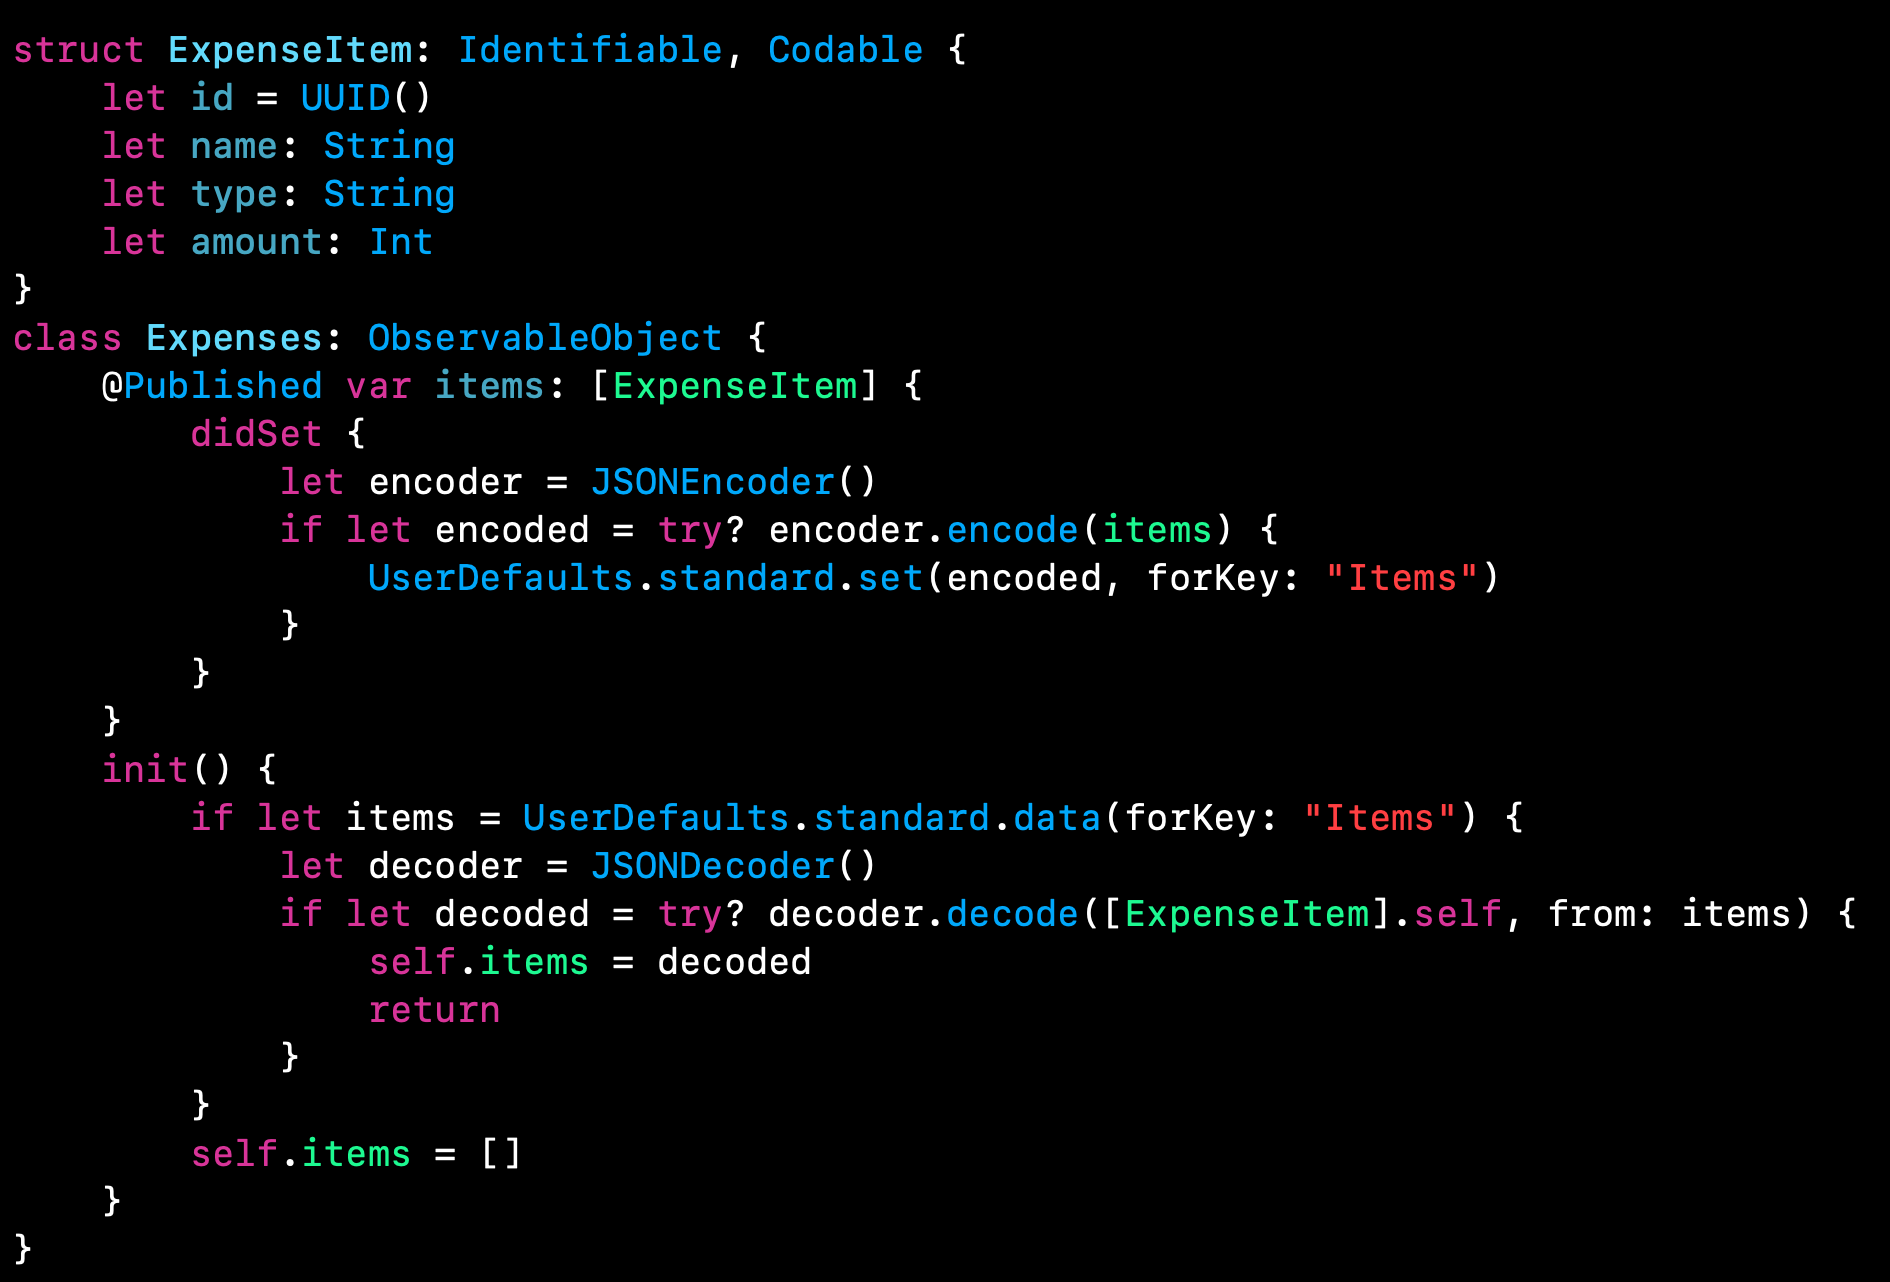 struct ExpenseItem: Identifiable, Codable {
    let id = UUID()
    let name: String
    let type: String
    let amount: Int
}
class Expenses: ObservableObject {
    @Published var items: [ExpenseItem] {
        didSet {
            let encoder = JSONEncoder()
            if let encoded = try? encoder.encode(items) {
                UserDefaults.standard.set(encoded, forKey: "Items")
            }
        }
    }
    init() {
        if let items = UserDefaults.standard.data(forKey: "Items") {
            let decoder = JSONDecoder()
            if let decoded = try? decoder.decode([ExpenseItem].self, from: items) {
                self.items = decoded
                return
            }
        }
        self.items = []
    }
}